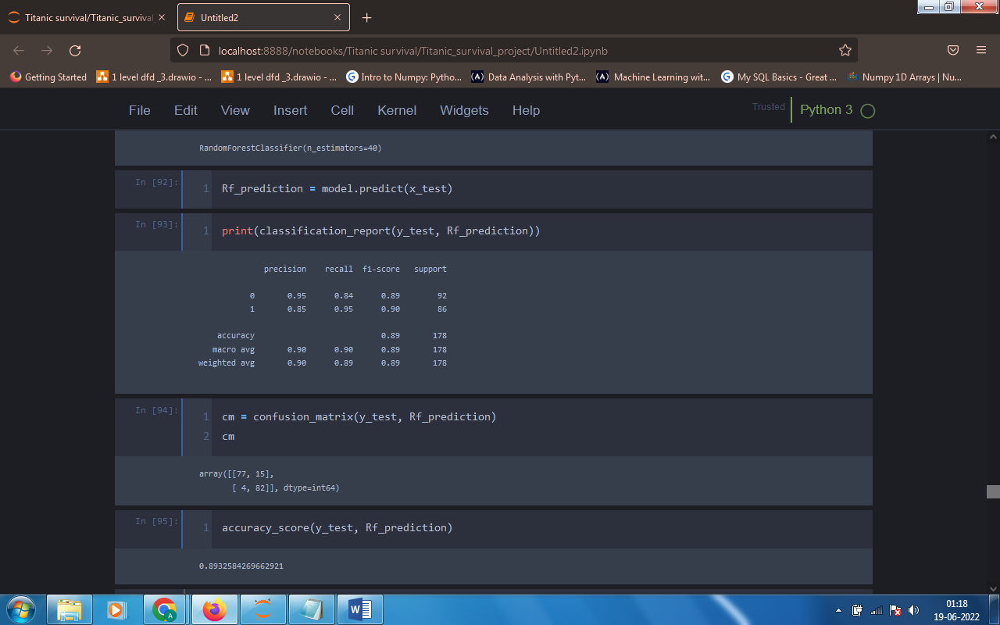 Titanic survival/Titanic_survival_
Untitled2
localhost:8888/notebooks/Titanic survival/Titanic_survival_project/Untitled2.ipynb
Getting Started 1 level dfd _3.drawio - ... 1 level dfd _3.drawio - ... Intro to Numpy: Pytho... Data Analysis with Pyt... Machine Learning wit... My SQL Basics - Great ... Numpy 1D Arrays | Nu...
File Edit View Insert Cell Kernel Widgets Help Trusted Python 3
RandomForestClassifier(n_estimators=40)
In [92]: 1 Rf_prediction = model.predict(x_test)
In [93]: 1 print(classification_report(y_test, Rf_prediction))
precision recall f1-score support
0 0.95 0.84 0.89 92
1 0.85 0.95 0.90 86
accuracy 0.89 178
macro avg 0.90 0.90 0.89 178
weighted avg 0.90 0.89 0.89 178
In [94]: 1 cm = confusion_matrix(y_test, Rf_prediction)
2 cm
array([[77, 15],
[ 4, 82]], dtype=int64)
In [95]: 1 accuracy_score(y_test, Rf_prediction)
0.8932584269662921
01:18
19-06-2022